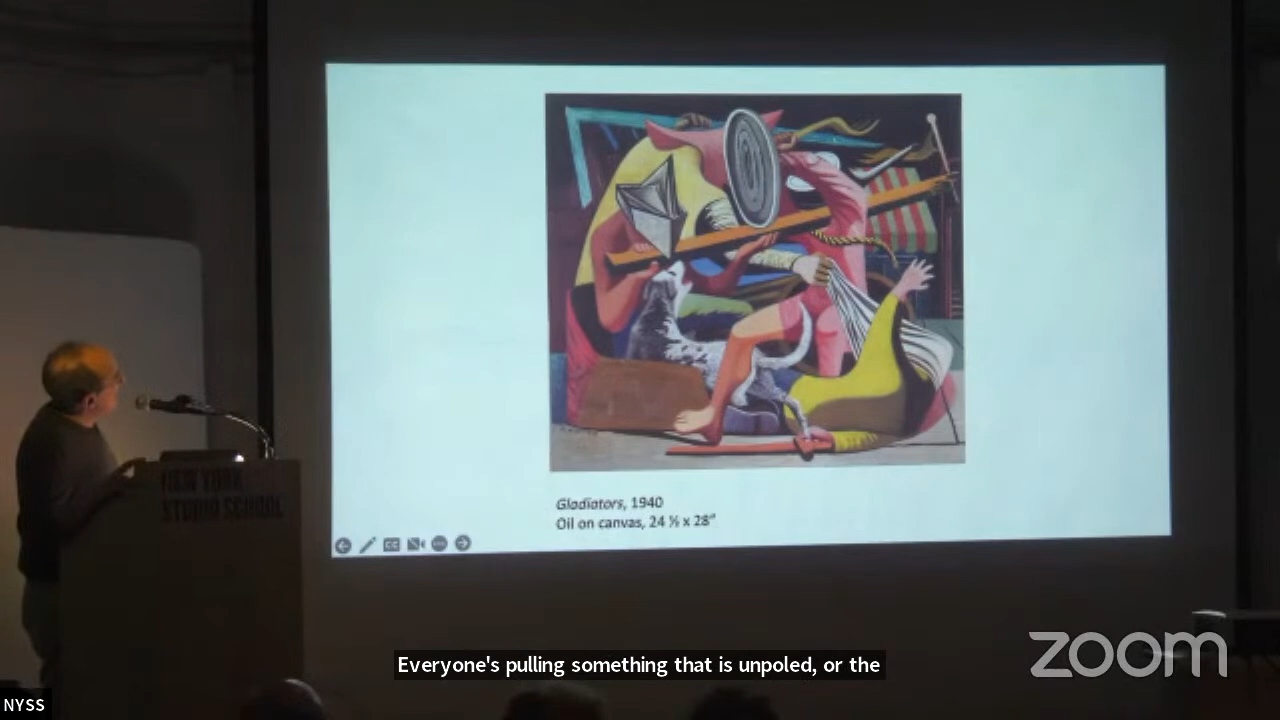 NEW YORK
STUDIO SCHOOL
Gladiators, 1940
Oil on canvas, 24 ½ x 28"
CC
Everyone's pulling something that is unpoled, or the
zoom
NYSS